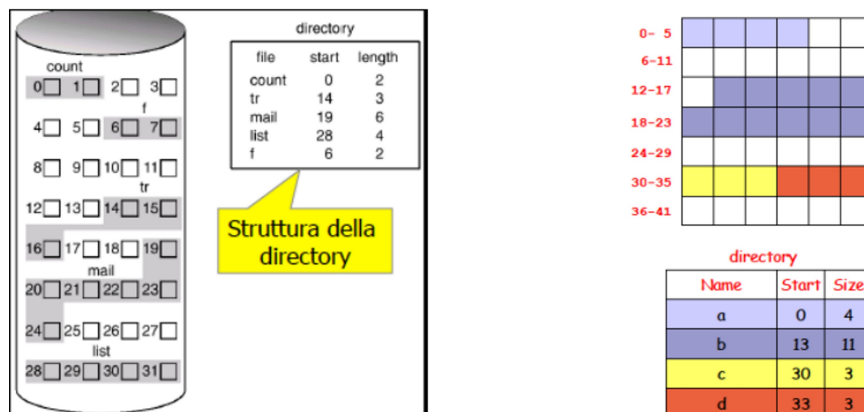 directory
file start length
count 0 2
tr 14 3
mail 19 6
list 28 4
f 6 2
Struttura della
directory
count
0 1 2 3
f
4 5 6 7
8 9 10 11
tr
12 13 14 15
16 17 18 19
mail
20 21 22 23
24 25 26 27
list
28 29 30 31
0- 5
6-11
12-17
18-23
24-29
30-35
36-41
directory
Name Start Size
a 0 4
b 13 11
c 30 3
d 33 3